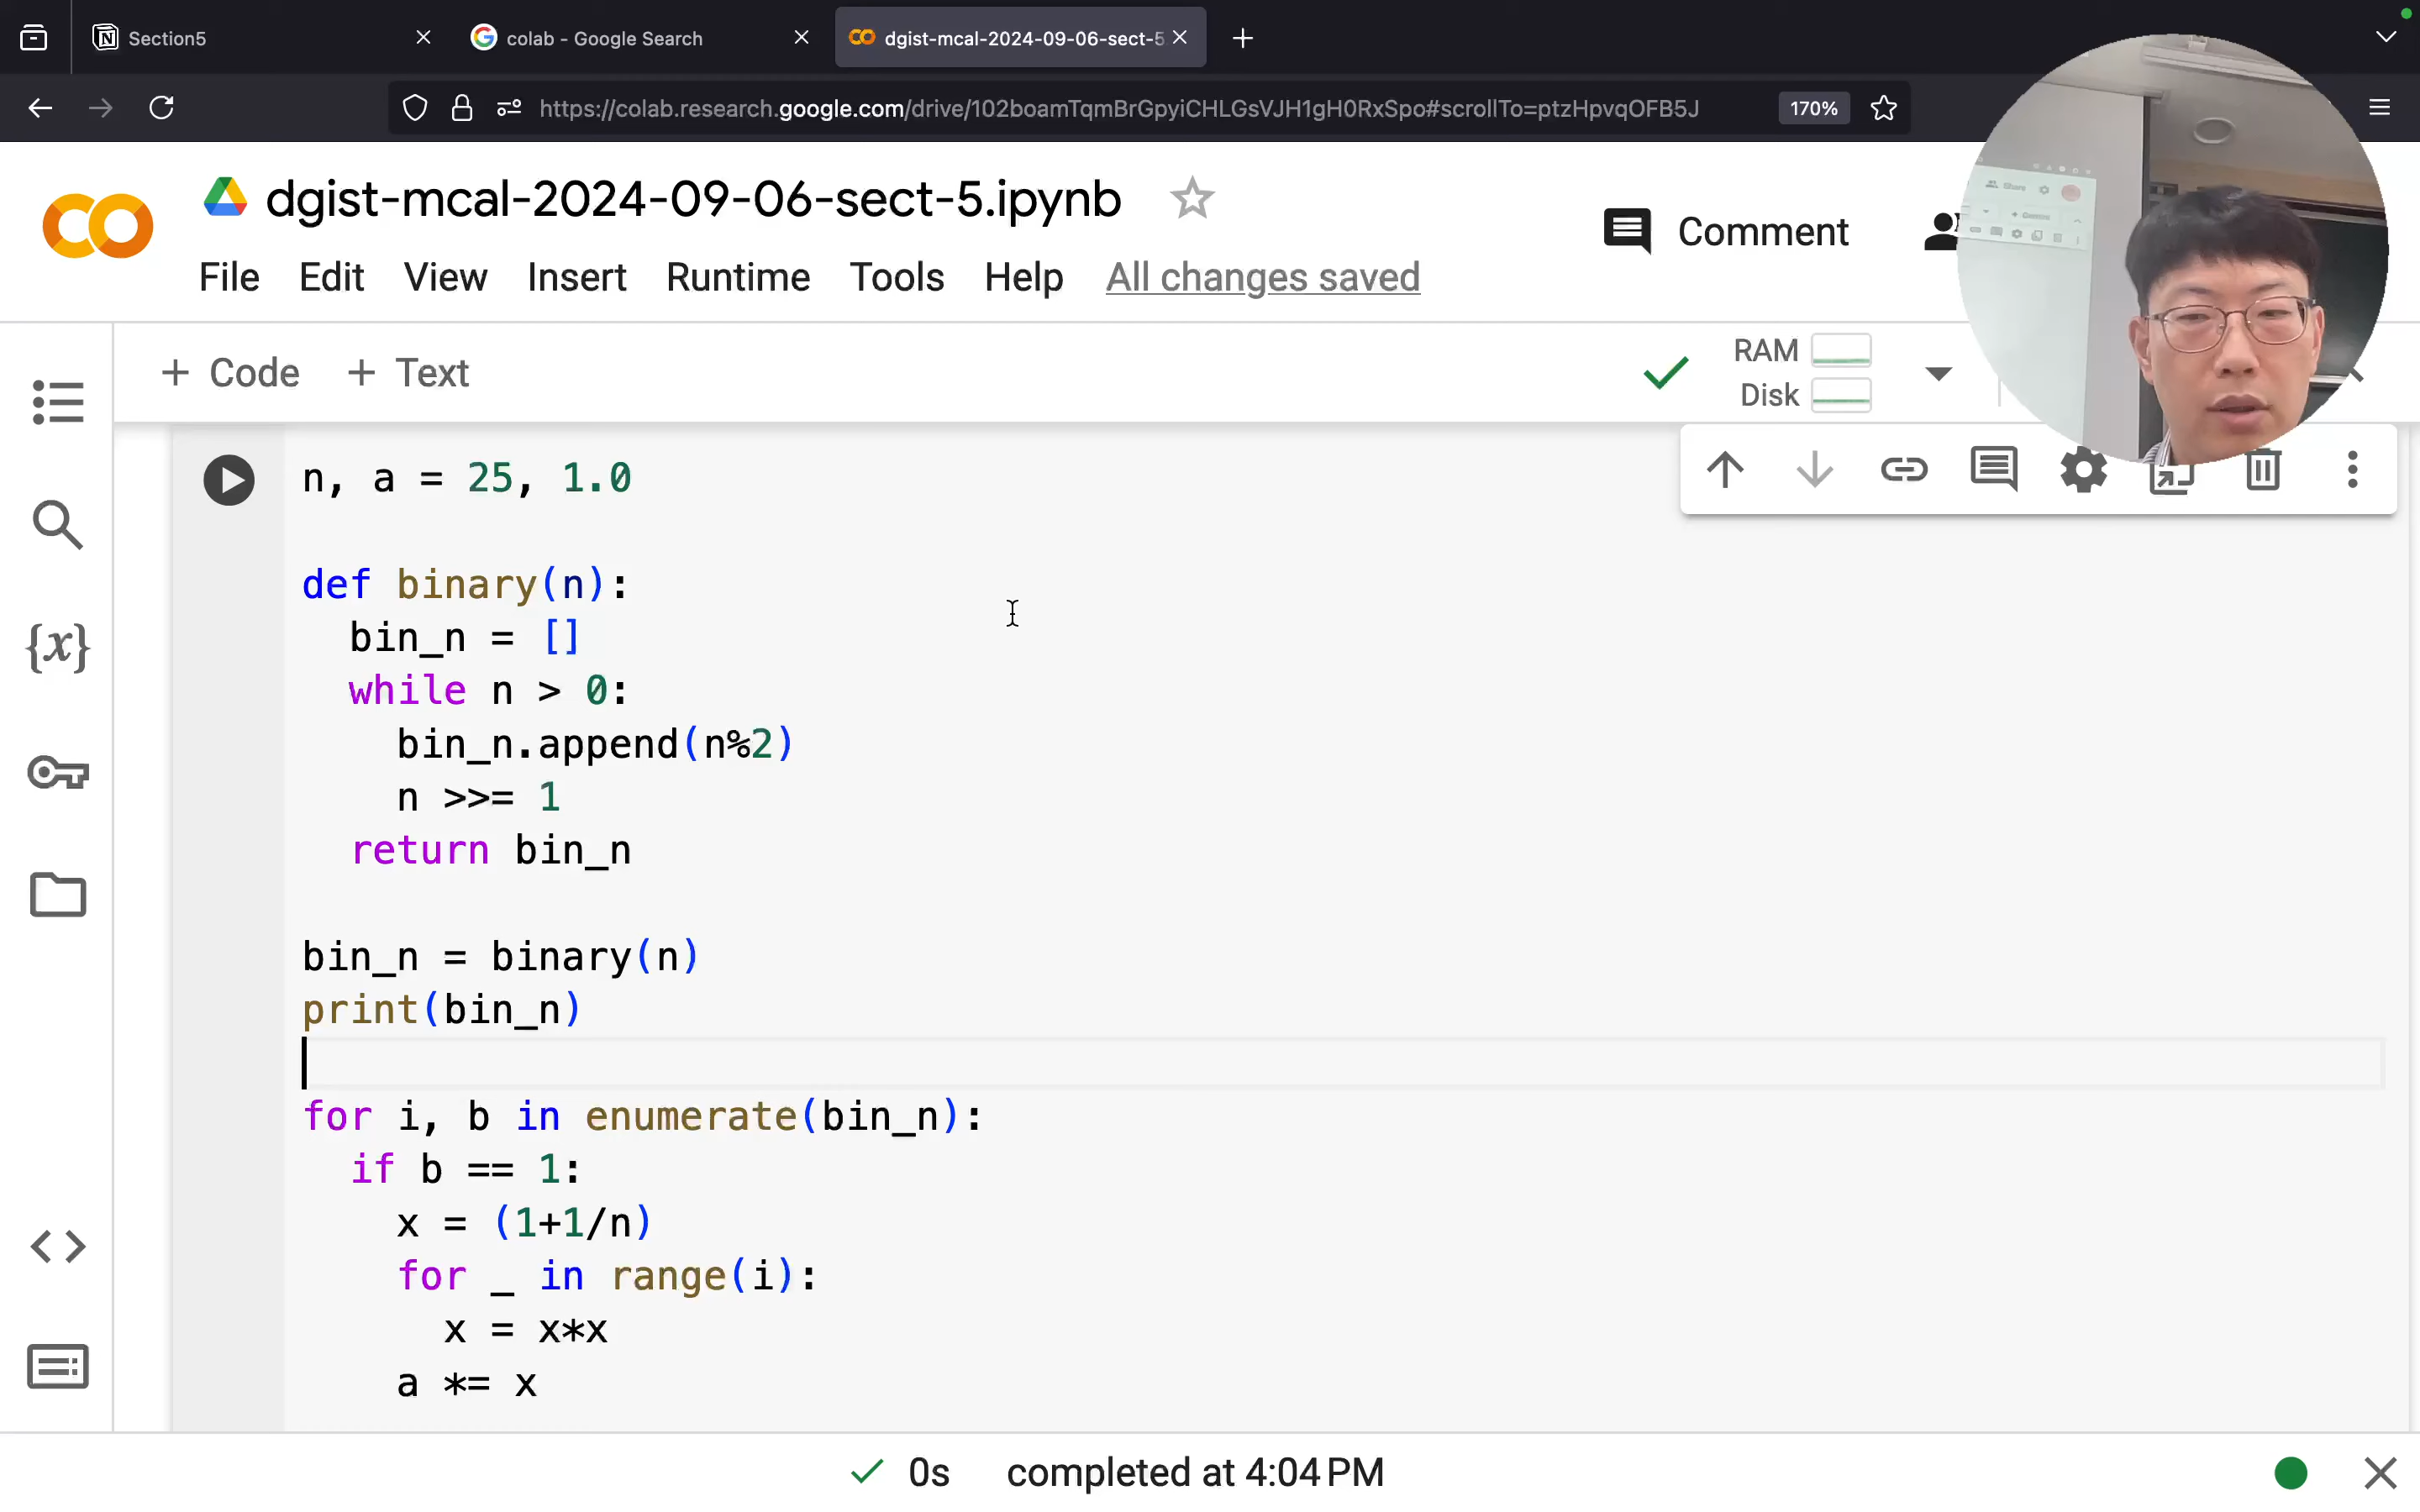 Section5
colab - Google Search
dgist-mcal-2024-09-06-sect-5
https://colab.research.google.com/drive/102boamTqmBrGpyiCHLGsVJH1gH0RxSpo#scrollTo=ptzHpvqOFB5J
170%
dgist-mcal-2024-09-06-sect-5.ipynb
Comment
File Edit View Insert Runtime Tools Help All changes saved
+ Code + Text
RAM
Disk
n, a = 25, 1.0
def binary(n):
  bin_n = []
  while n > 0:
    bin_n.append(n%2)
    n >>= 1
  return bin_n
bin_n = binary(n)
print(bin_n)
for i, b in enumerate(bin_n):
  if b == 1:
    x = (1+1/n)
    for _ in range(i):
      x = x*x
    a *= x
0s completed at 4:04 PM